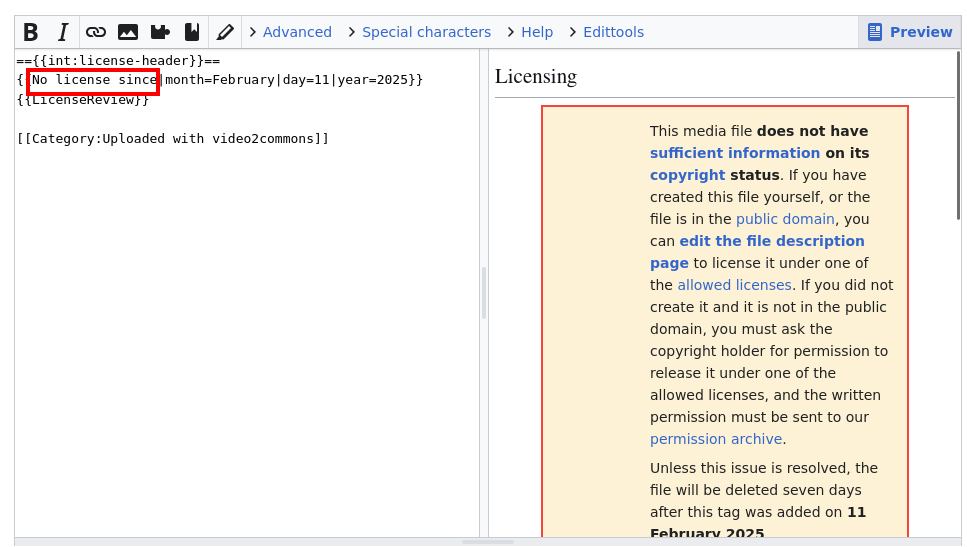 B I Advanced Special characters Help Edittools Preview
=={{int:license-header}}==
{{No license since|month=February|day=11|year=2025}}
{{LicenseReview}}
[[Category:Uploaded with video2commons]]
Licensing
This media file does not have
sufficient information on its
copyright status. If you have
created this file yourself, or the
file is in the public domain, you
can edit the file description
page to license it under one of
the allowed licenses. If you did not
create it and it is not in the public
domain, you must ask the
copyright holder for permission to
release it under one of the
allowed licenses, and the written
permission must be sent to our
permission archive.
Unless this issue is resolved, the
file will be deleted seven days
after this tag was added on 11
February 2025